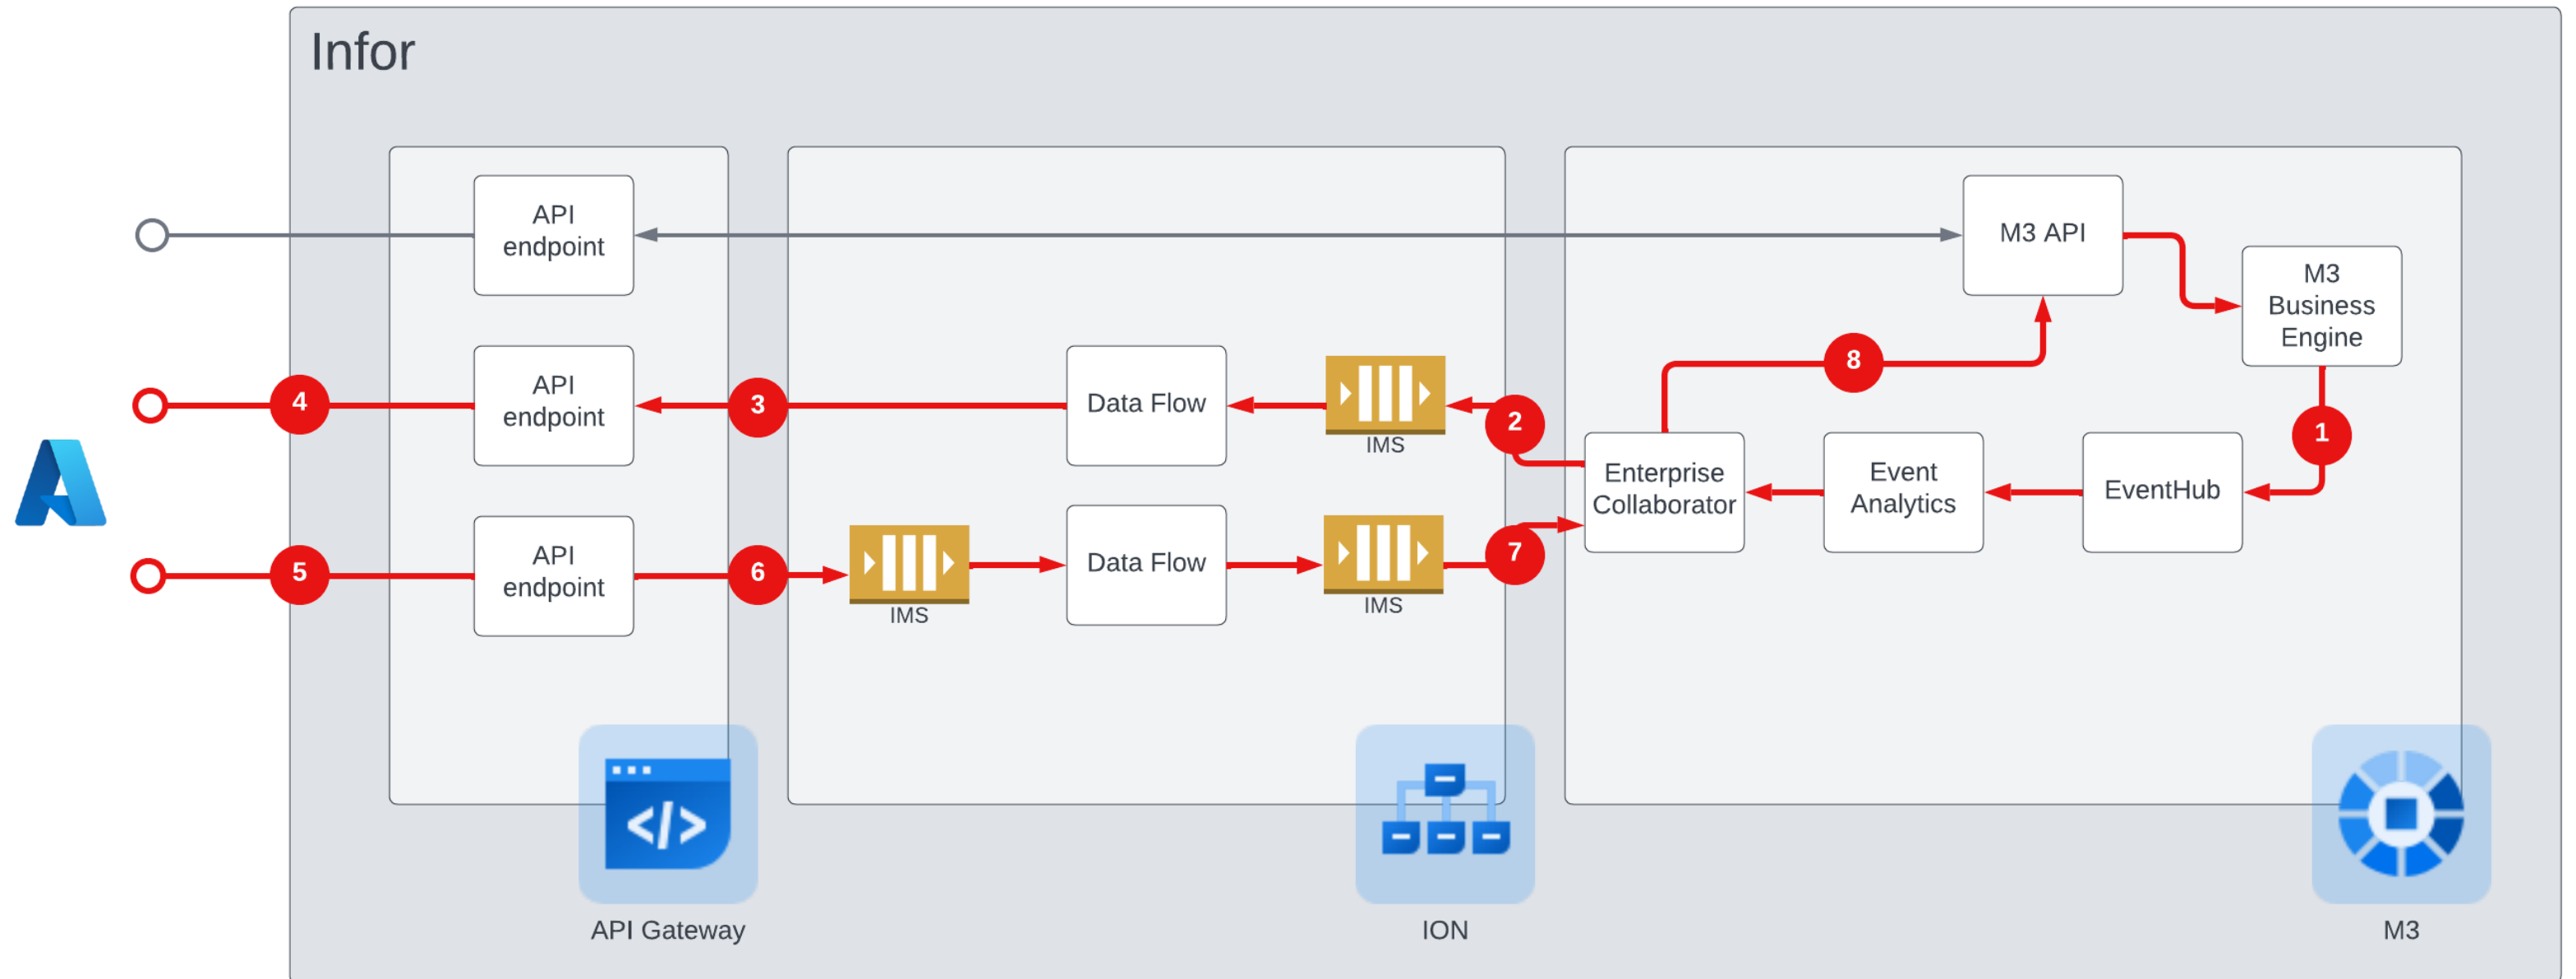 Infor
API
endpoint
M3 API
M3
Business
Engine
8
4
API
endpoint
3
Data Flow
IMS
2
1
Enterprise
Collaborator
Event
Analytics
EventHub
5
API
endpoint
6
IMS
Data Flow
IMS
7
API Gateway
ION
M3